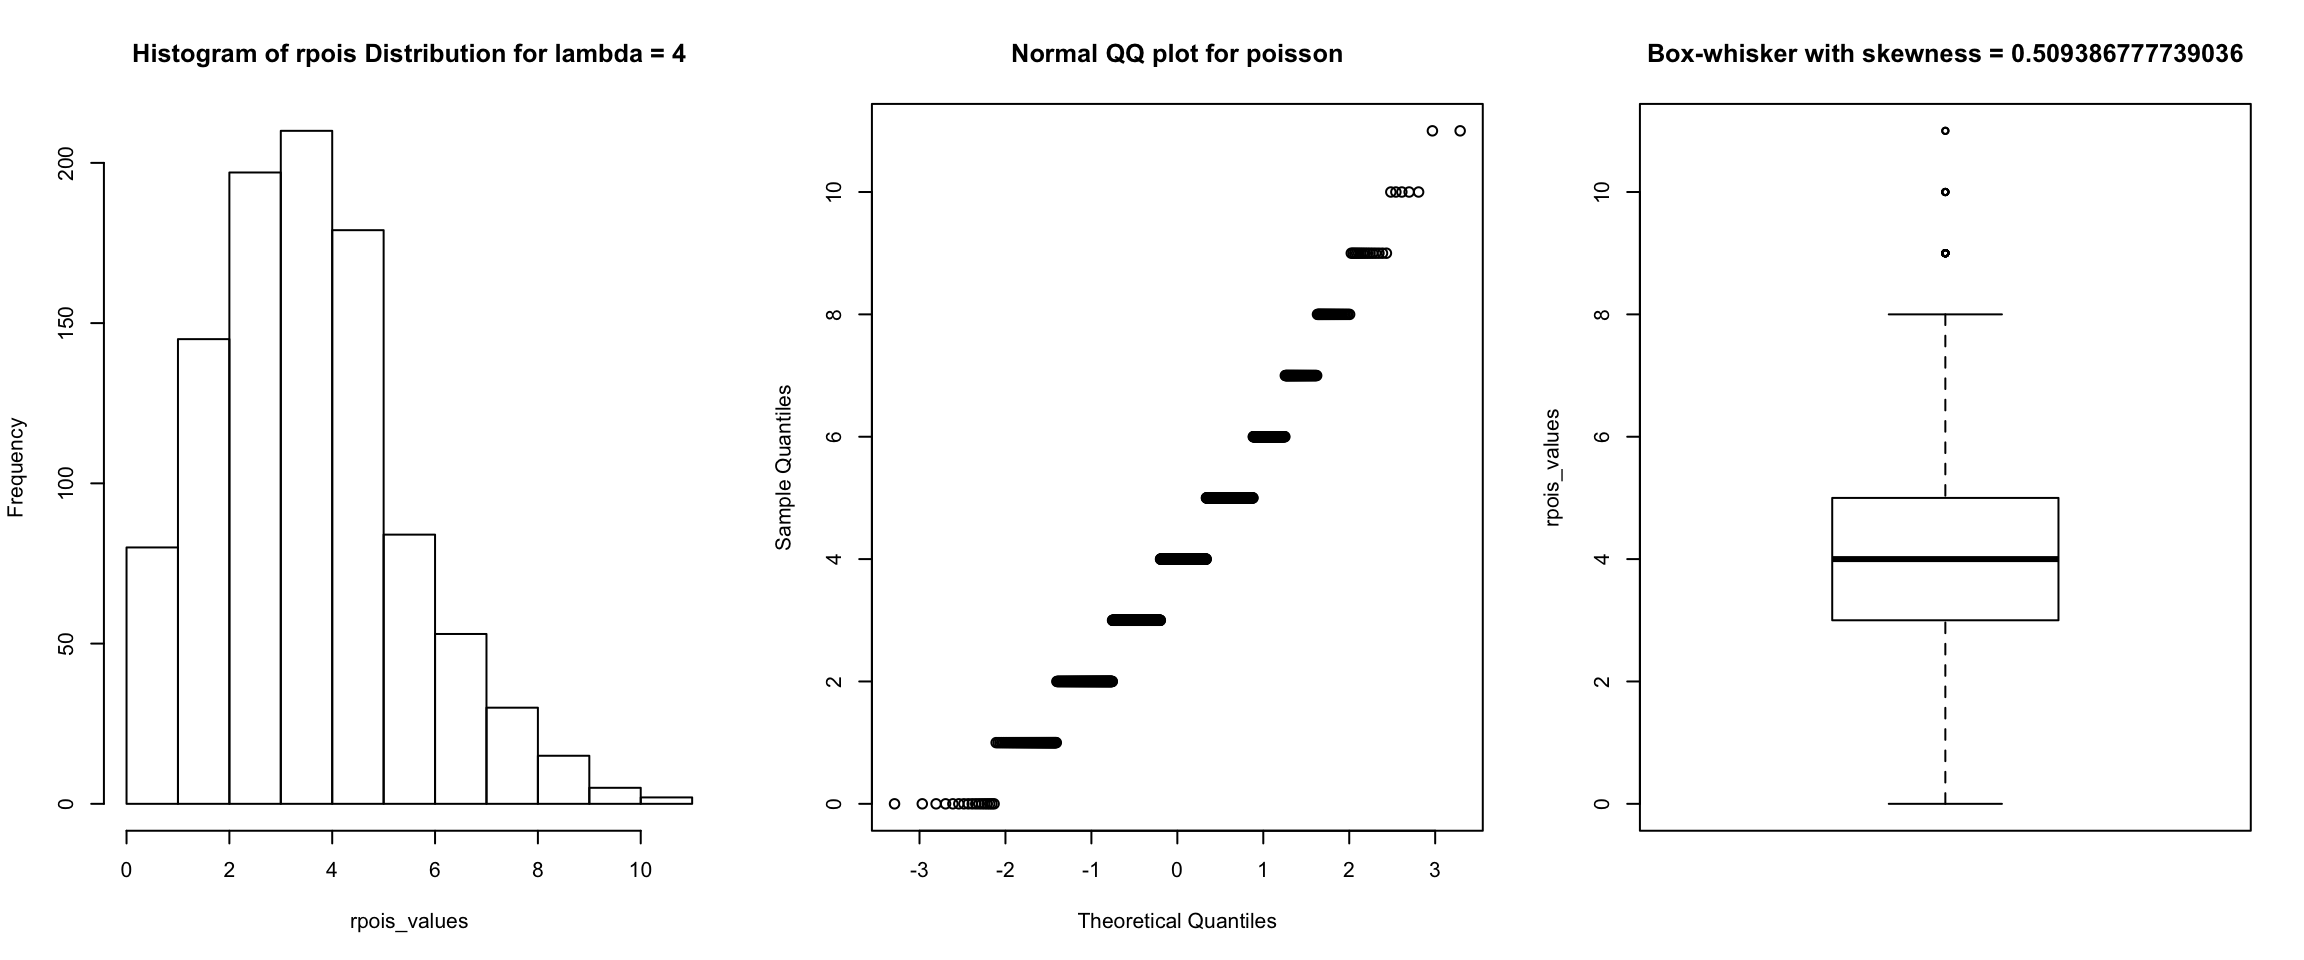 Histogram of rpois Distribution for lambda = 4
Frequency
200
150
100
50
0
0 2 4 6 8 10
rpois_values
Normal QQ plot for poisson
Sample Quantiles
10
8
6
4
2
0
-3 -2 -1 0 1 2 3
Theoretical Quantiles
Box-whisker with skewness = 0.509386777739036
rpois_values
10
8
6
4
2
0